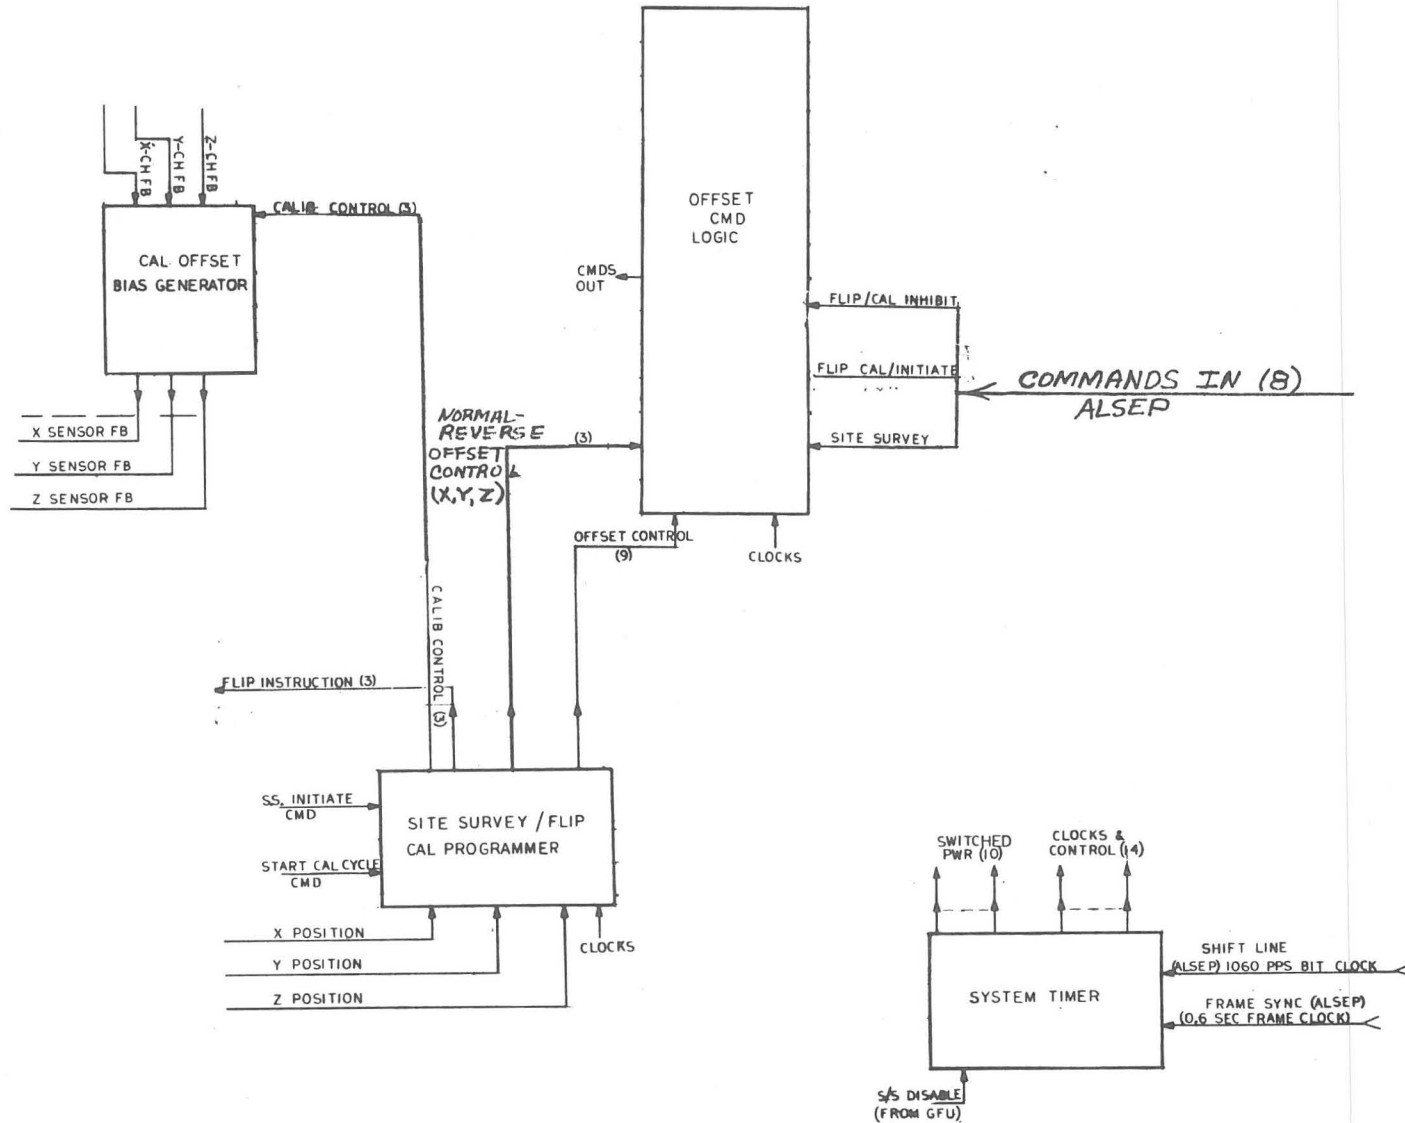 X-CH FB
Y-CH FB
Z-CH FB
CALIB CONTROL (3)
CAL OFFSET
BIAS GENERATOR
X SENSOR FB
Y SENSOR FB
Z SENSOR FB
OFFSET
CMD
LOGIC
CMDS
OUT
FLIP/CAL INHIBIT
FLIP CAL/INITIATE
SITE SURVEY
COMMANDS IN (8)
ALSEP
NORMAL-
REVERSE
OFFSET
CONTROL
(X,Y,Z)
(3)
OFFSET CONTROL
(9)
CLOCKS
CALIB CONTROL (3)
FLIP INSTRUCTION (3)
S.S. INITIATE
CMD
START CAL CYCLE
CMD
SITE SURVEY / FLIP
CAL PROGRAMMER
X POSITION
Y POSITION
Z POSITION
CLOCKS
SWITCHED
PWR (10)
CLOCKS &
CONTROL (14)
SYSTEM TIMER
SHIFT LINE
(ALSEP) 1060 PPS BIT CLOCK
FRAME SYNC (ALSEP)
(0.6 SEC FRAME CLOCK)
S/S DISABLE
(FROM GFU)